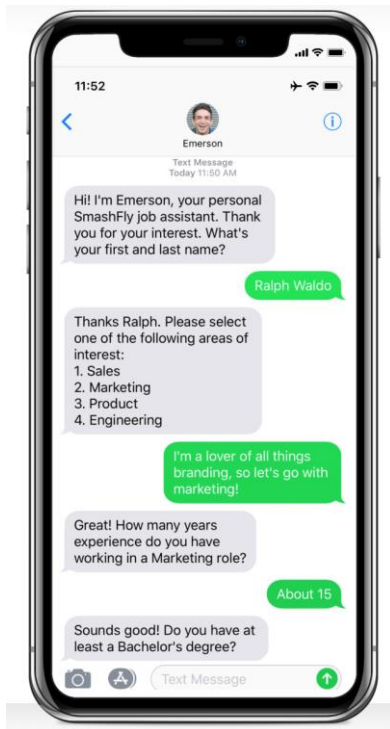 11:52
Emerson
Text Message
Today 11:50 AM
Hi! I'm Emerson, your personal
SmashFly job assistant. Thank
you for your interest. What's
your first and last name?
Ralph Waldo
Thanks Ralph. Please select
one of the following areas of
interest:
1. Sales
2. Marketing
3. Product
4. Engineering
I'm a lover of all things
branding, so let's go with
marketing!
Great! How many years
experience do you have
working in a Marketing role?
About 15
Sounds good! Do you have at
least a Bachelor's degree?
Text Message